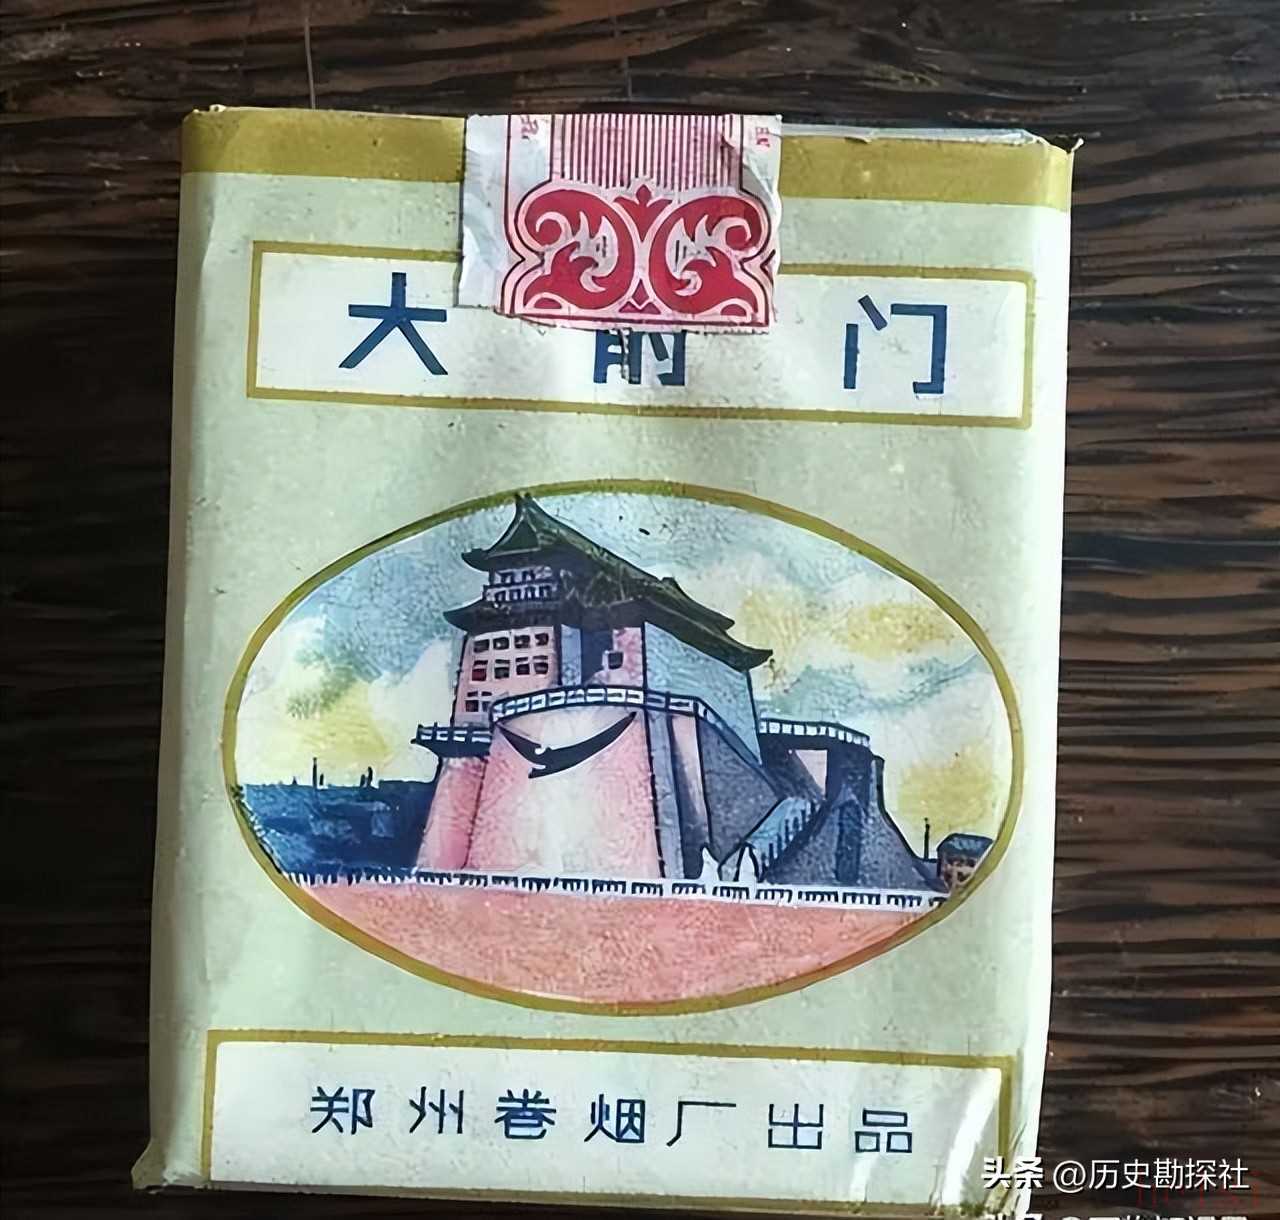 大前门
郑州卷烟厂出品
头条 @历史勘探社